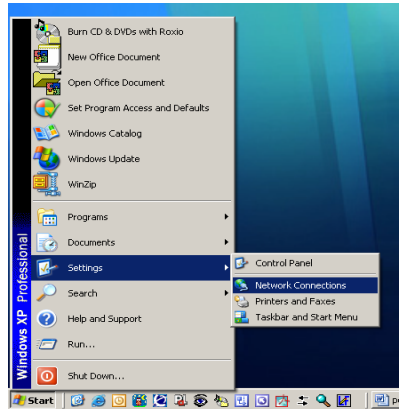 Burn CD & DVDs with Roxio
New Office Document
Open Office Document
Set Program Access and Defaults
Windows Catalog
Windows Update
WinZip
Programs
Documents
Settings
Search
Help and Support
Run...
Shut Down...
Windows XP Professional
Control Panel
Network Connections
Printers and Faxes
Taskbar and Start Menu
Start